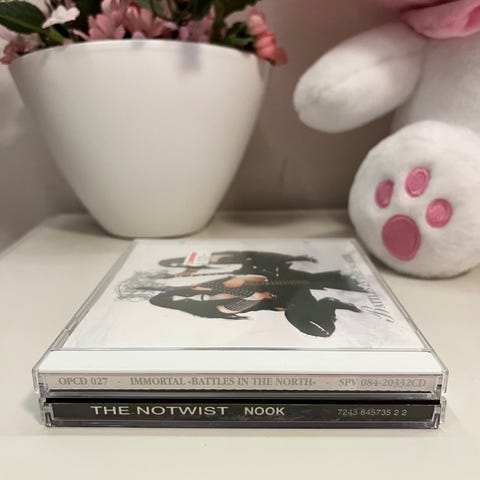 OPCD 027 · IMMORTAL «BATTLES IN THE NORTH» · SPV 084-20332CD
THE NOTWIST NOOK 7243 845735 2 2